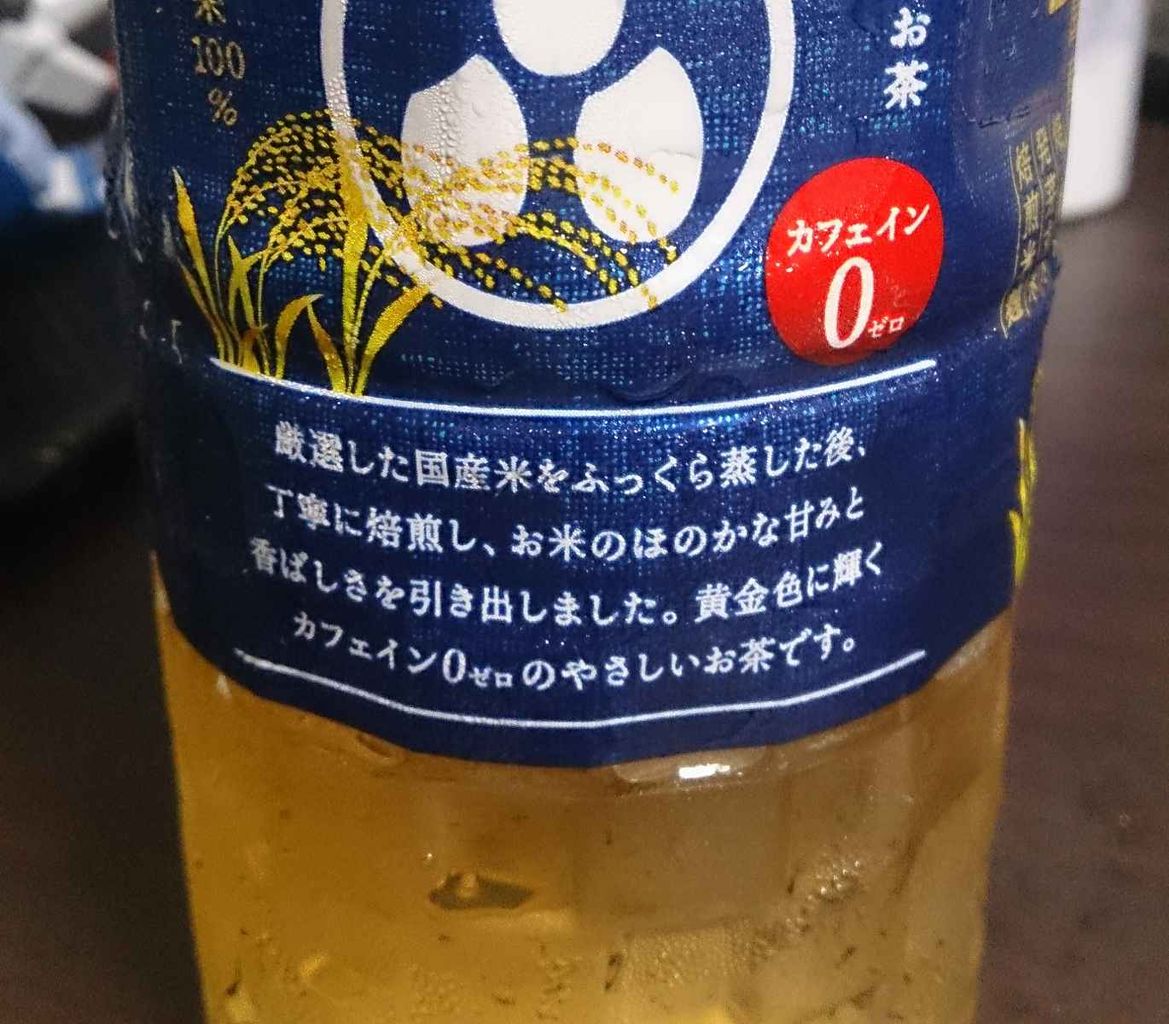 米
100
%
お茶
カフェイン
0ゼロ
厳選した国産米をふっくら蒸した後、
丁寧に焙煎し、お米のほのかな甘みと
香ばしさを引き出しました。黄金色に輝く
カフェイン0ゼロのやさしいお茶です。